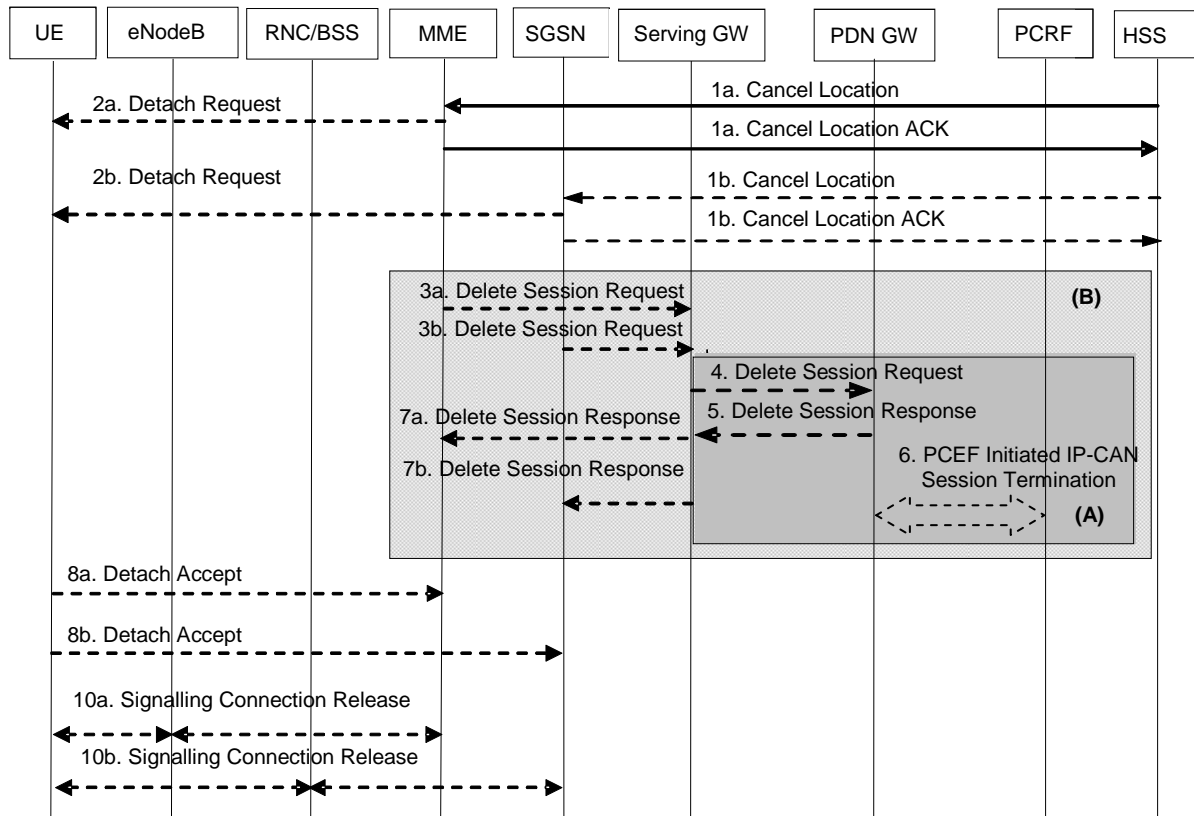 UE eNodeB RNC/BSS MME SGSN Serving GW PDN GW PCRF HSS
1a. Cancel Location
2a. Detach Request
1a. Cancel Location ACK
2b. Detach Request
1b. Cancel Location
1b. Cancel Location ACK
3a. Delete Session Request
(B)
3b. Delete Session Request
4. Delete Session Request
7a. Delete Session Response
5. Delete Session Response
6. PCEF Initiated IP-CAN
Session Termination
7b. Delete Session Response
(A)
8a. Detach Accept
8b. Detach Accept
10a. Signalling Connection Release
10b. Signalling Connection Release